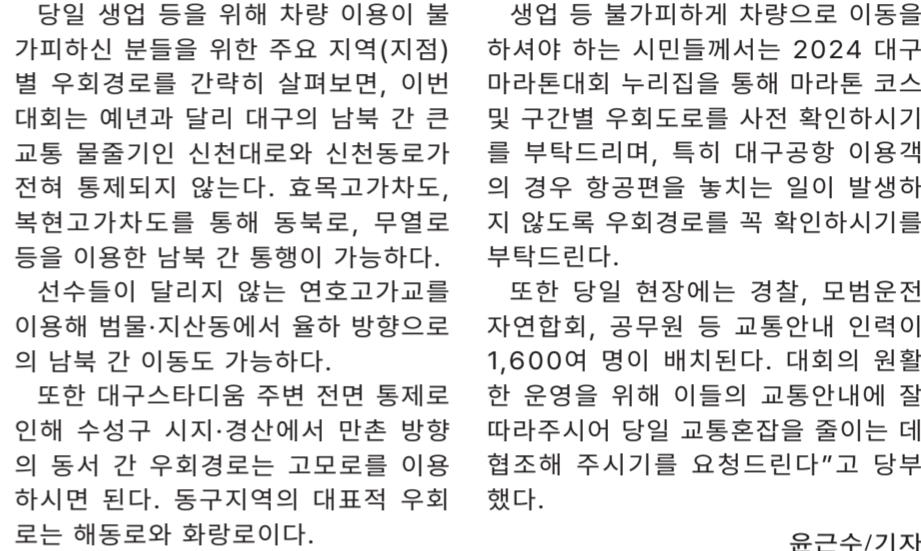 당일 생업 등을 위해 차량 이용이 불
가피하신 분들을 위한 주요 지역(지점)
별 우회경로를 간략히 살펴보면, 이번
대회는 예년과 달리 대구의 남북 간 큰
교통 물줄기인 신천대로와 신천동로가
전혀 통제되지 않는다. 효목고가차도,
복현고가차도를 통해 동북로, 무열로
등을 이용한 남북 간 통행이 가능하다.
선수들이 달리지 않는 연호고가교를
이용해 범물·지산동에서 율하 방향으로
의 남북 간 이동도 가능하다.
또한 대구스타디움 주변 전면 통제로
인해 수성구 시지·경산에서 만촌 방향
의 동서 간 우회경로는 고모로를 이용
하시면 된다. 동구지역의 대표적 우회
로는 해동로와 화랑로이다.
생업 등 불가피하게 차량으로 이동을
하셔야 하는 시민들께서는 2024 대구
마라톤대회 누리집을 통해 마라톤 코스
및 구간별 우회도로를 사전 확인하시기
를 부탁드리며, 특히 대구공항 이용객
의 경우 항공편을 놓치는 일이 발생하
지 않도록 우회경로를 꼭 확인하시기를
부탁드린다.
또한 당일 현장에는 경찰, 모범운전
자연합회, 공무원 등 교통안내 인력이
1,600여 명이 배치된다. 대회의 원활
한 운영을 위해 이들의 교통안내에 잘
따라주시어 당일 교통혼잡을 줄이는 데
협조해 주시기를 요청드린다”고 당부
했다.
윤근수/기자